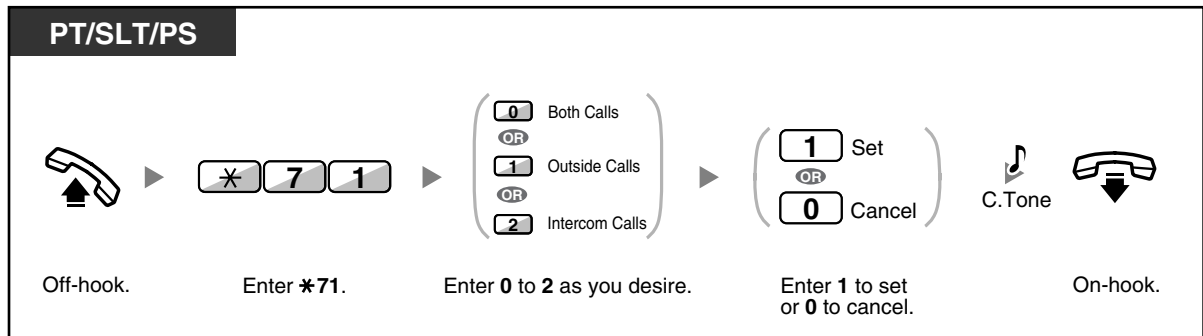 PT/SLT/PS
0 Both Calls
OR
1 Outside Calls
OR
2 Intercom Calls
1 Set
OR
0 Cancel
* 7 1
C.Tone
Off-hook.
Enter *71.
Enter 0 to 2 as you desire.
Enter 1 to set
or 0 to cancel.
On-hook.